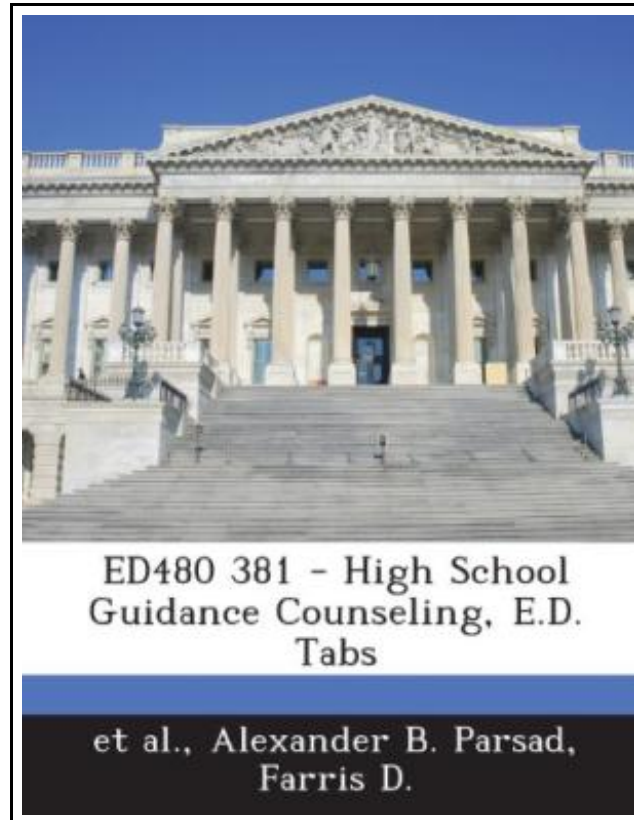 ED480 381 - High School
Guidance Counseling, E.D.
Tabs
et al., Alexander B. Parsad,
Farris D.